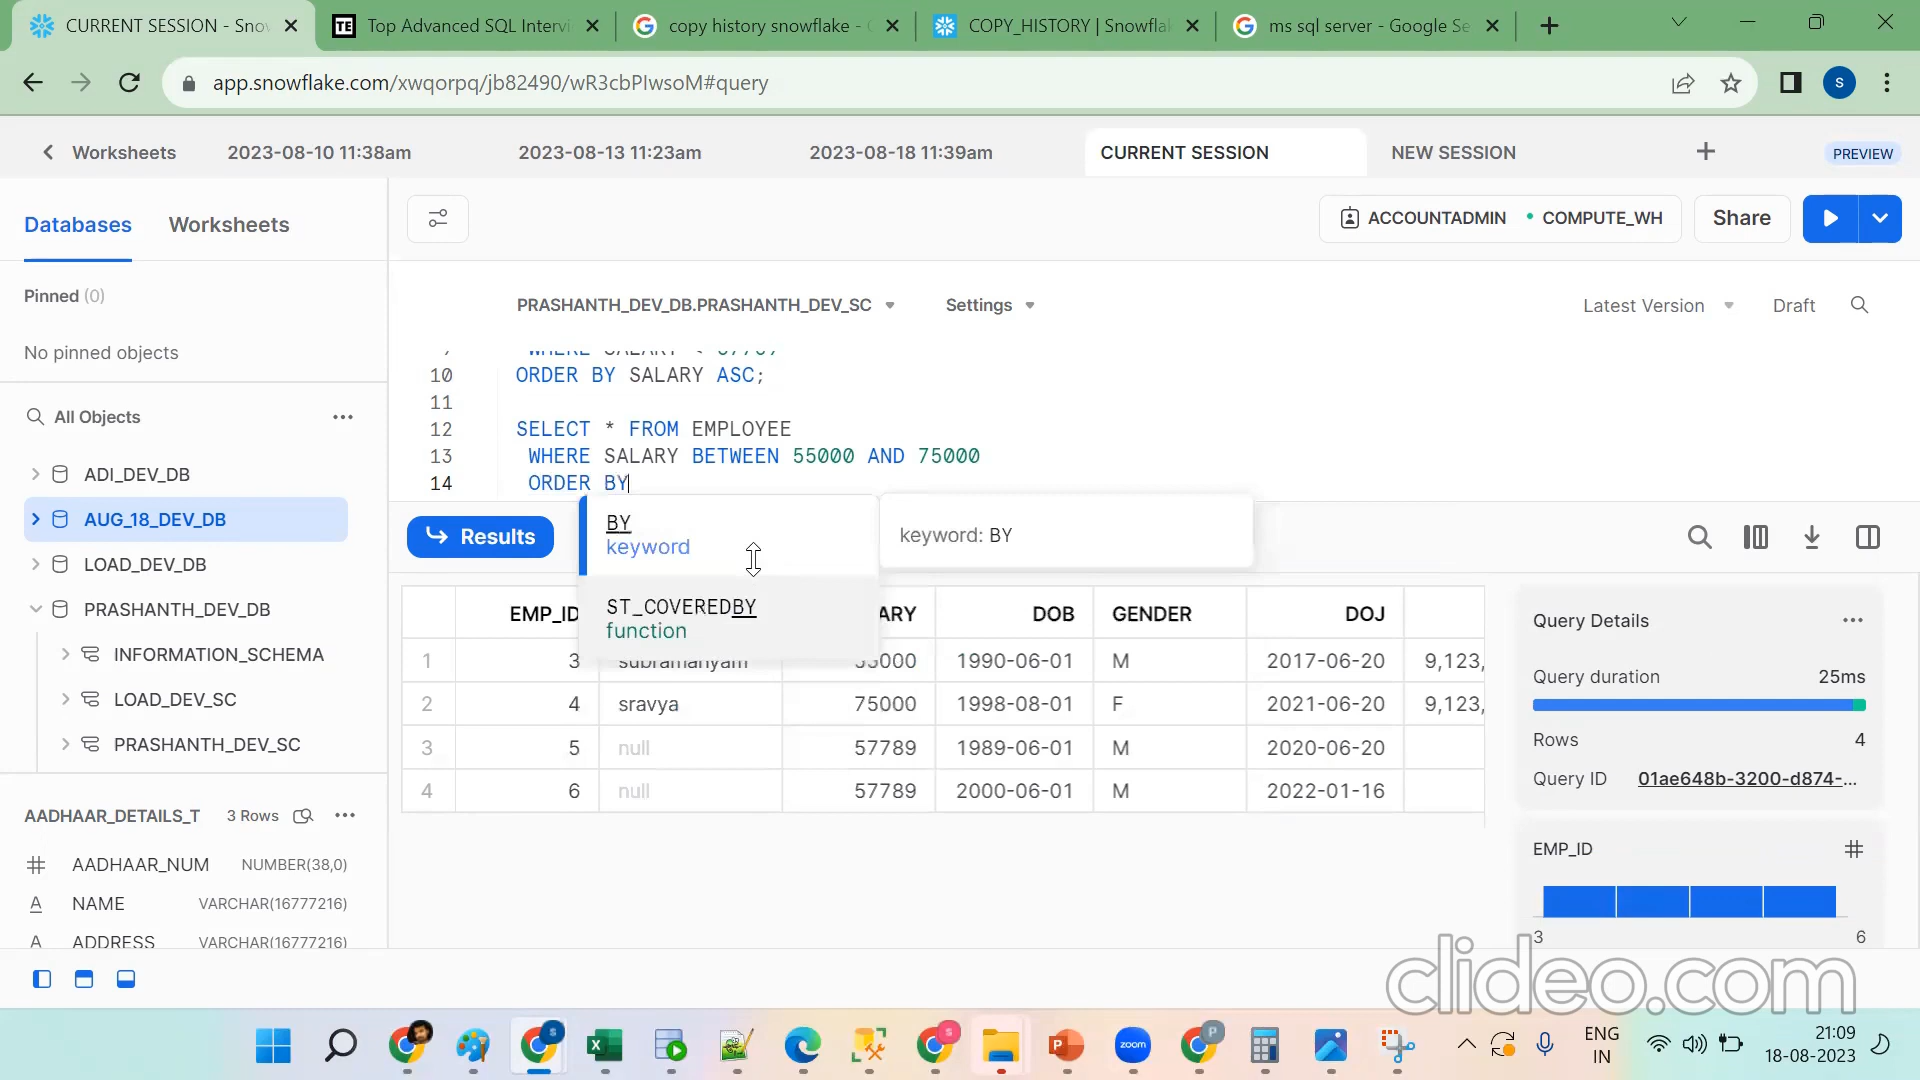 CURRENT SESSION - Snow
Top Advanced SQL Intervi
copy history snowflake -
COPY_HISTORY | Snowflak
ms sql server - Google Se
app.snowflake.com/xwqorpq/jb82490/wR3cbPIwsoM#query
S
Worksheets
2023-08-10 11:38am
2023-08-13 11:23am
2023-08-18 11:39am
CURRENT SESSION
NEW SESSION
PREVIEW
Databases
Worksheets
ACCOUNTADMIN
COMPUTE_WH
Share
Pinned (0)
No pinned objects
PRASHANTH_DEV_DB.PRASHANTH_DEV_SC
Settings
Latest Version
Draft
10 ORDER BY SALARY ASC;
11
12 SELECT * FROM EMPLOYEE
13 WHERE SALARY BETWEEN 55000 AND 75000
14 ORDER BY
BY
keyword
keyword: BY
ST_COVEREDBY
function
All Objects
ADI_DEV_DB
AUG_18_DEV_DB
LOAD_DEV_DB
PRASHANTH_DEV_DB
INFORMATION_SCHEMA
LOAD_DEV_SC
PRASHANTH_DEV_SC
Results
EMP_ID ARY DOB GENDER DOJ
1 3 subramanyam 55000 1990-06-01 M 2017-06-20 9,123,
2 4 sravya 75000 1998-08-01 F 2021-06-20 9,123,
3 5 null 57789 1989-06-01 M 2020-06-20
4 6 null 57789 2000-06-01 M 2022-01-16
Query Details
Query duration 25ms
Rows 4
Query ID 01ae648b-3200-d874-...
EMP_ID
3 6
AADHAAR_DETAILS_T 3 Rows
AADHAAR_NUM NUMBER(38,0)
NAME VARCHAR(16777216)
ADDRESS VARCHAR(16777216)
clideo.com
zoom
ENG
IN
21:09
18-08-2023